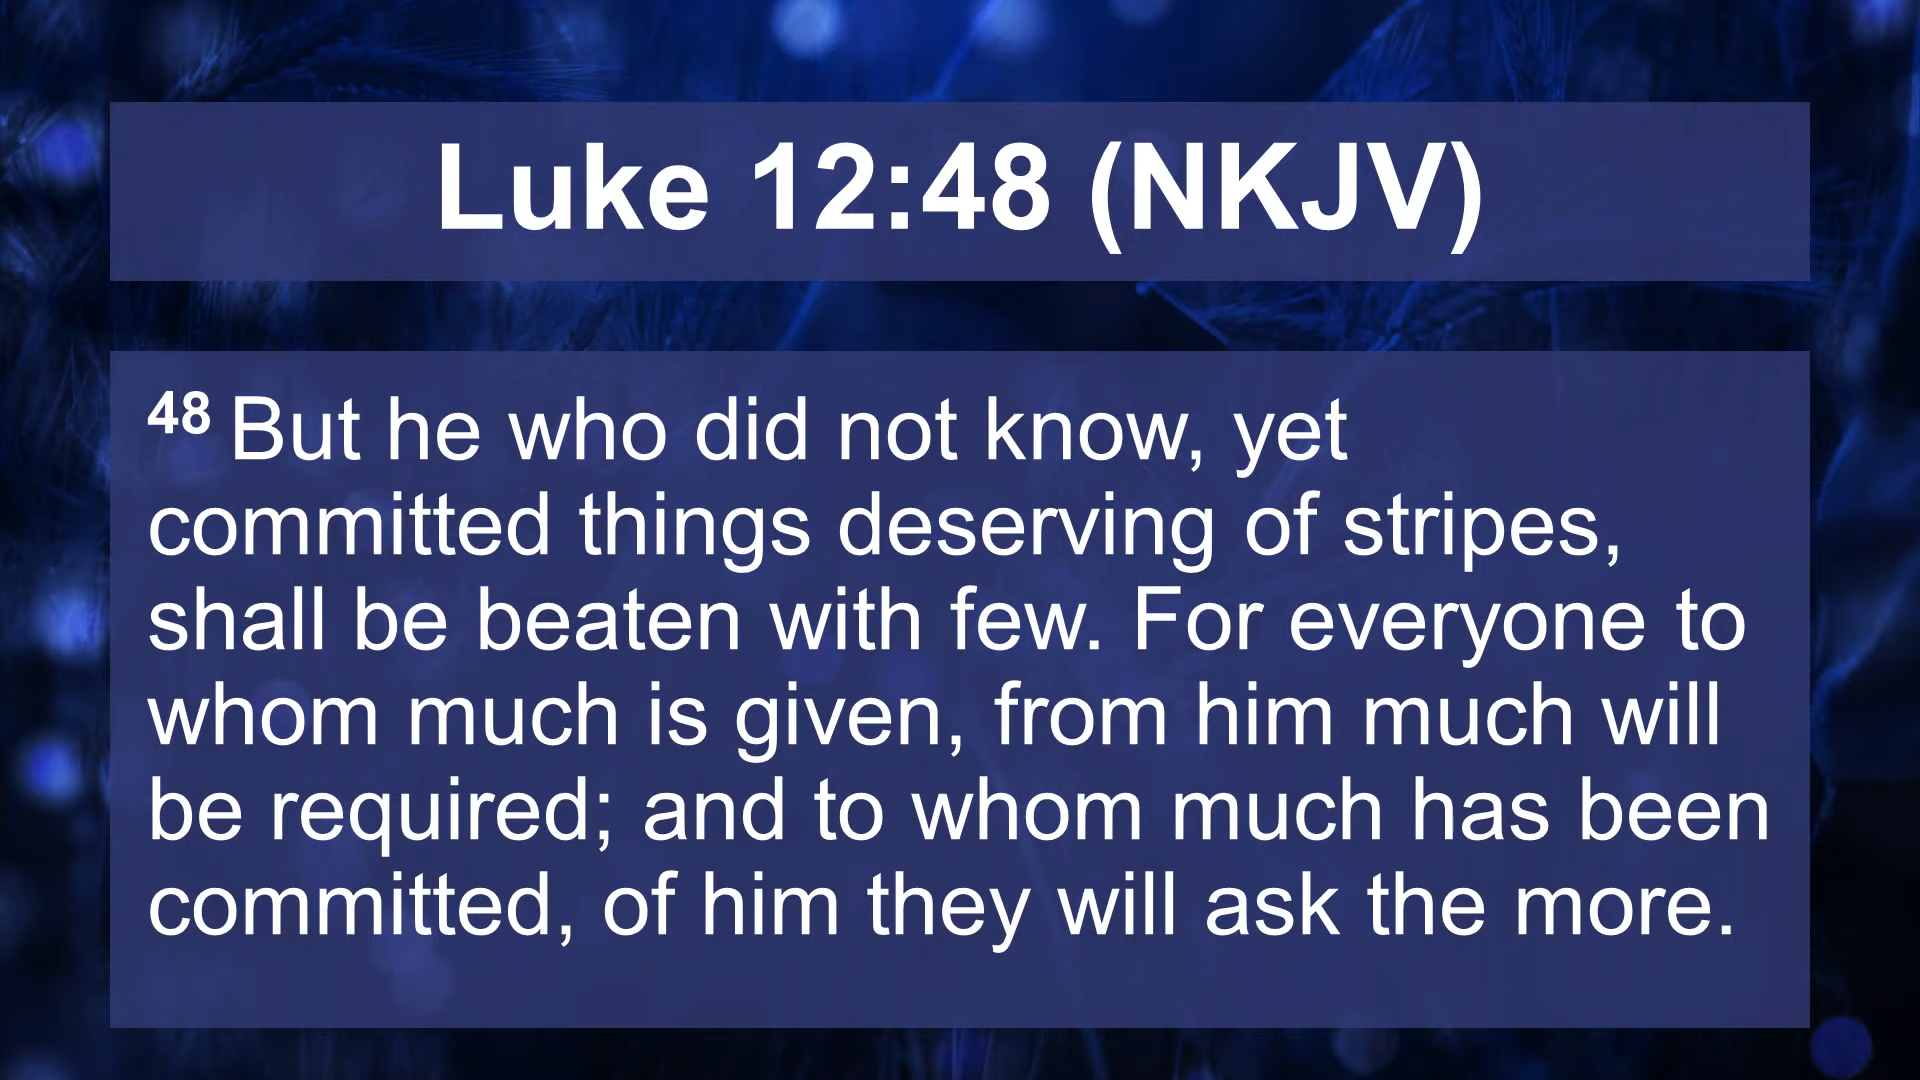 Luke 12:48 (NKJV)
48 But he who did not know, yet
committed things deserving of stripes,
shall be beaten with few. For everyone to
whom much is given, from him much will
be required; and to whom much has been
committed, of him they will ask the more.